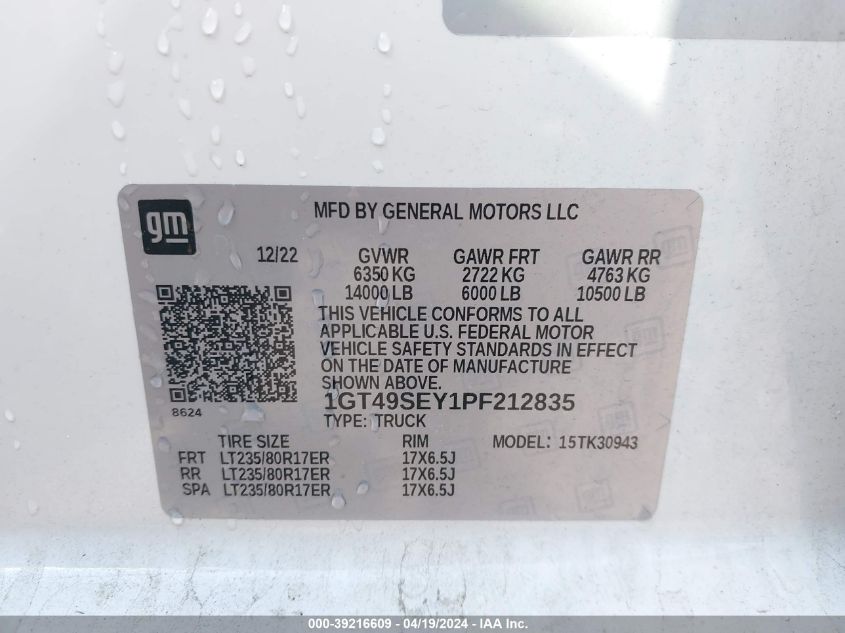 gm
MFD BY GENERAL MOTORS LLC
12/22 GVWR GAWR FRT GAWR RR
6350 KG 2722 KG 4763 KG
14000 LB 6000 LB 10500 LB
THIS VEHICLE CONFORMS TO ALL
APPLICABLE U.S. FEDERAL MOTOR
VEHICLE SAFETY STANDARDS IN EFFECT
ON THE DATE OF MANUFACTURE
SHOWN ABOVE.
8624
1GT49SEY1PF212835
TYPE: TRUCK
TIRE SIZE RIM MODEL: 15TK30943
FRT LT235/80R17ER 17X6.5J
RR LT235/80R17ER 17X6.5J
SPA LT235/80R17ER 17X6.5J
000-39216609 - 04/19/2024 - IAA Inc.